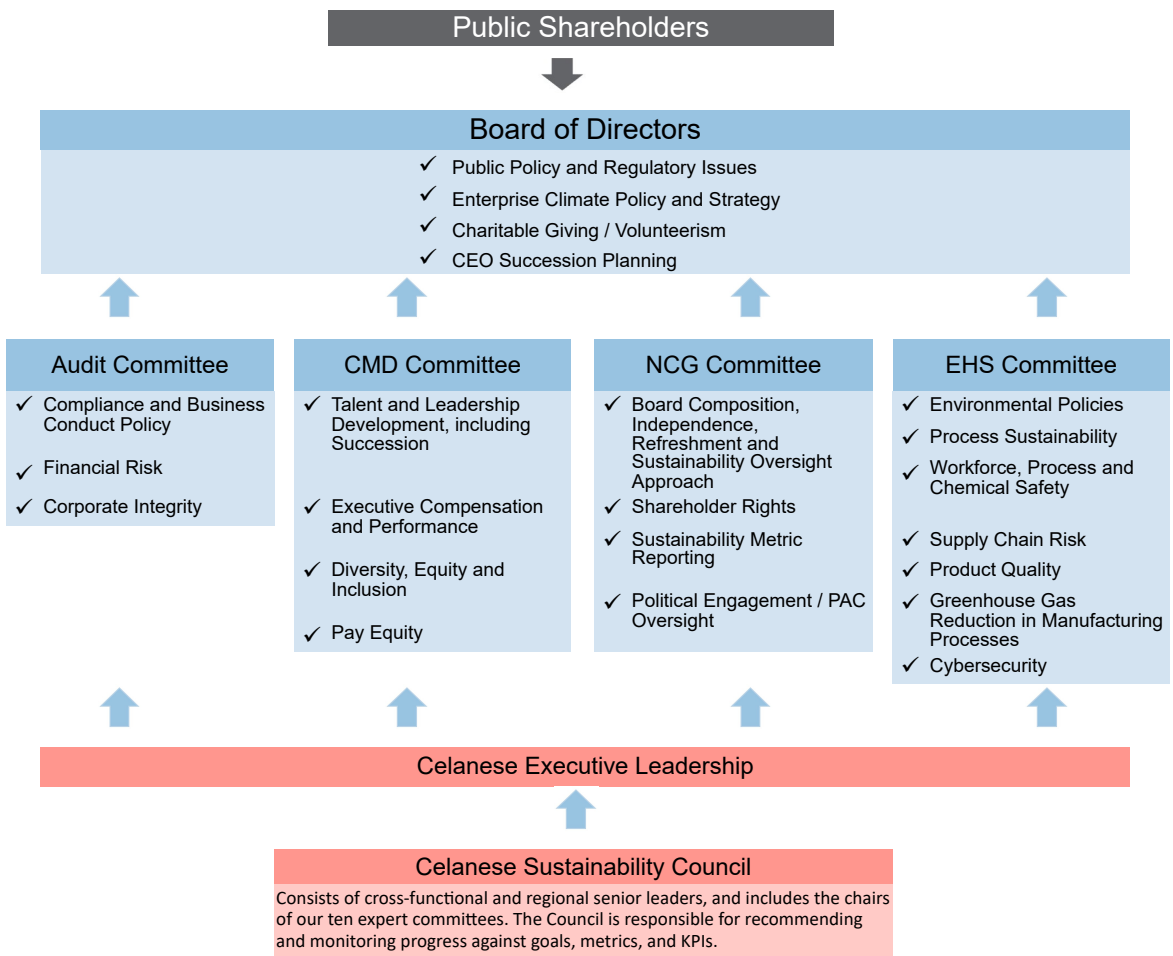 Public Shareholders
Board of Directors
✓ Public Policy and Regulatory Issues
✓ Enterprise Climate Policy and Strategy
✓ Charitable Giving / Volunteerism
✓ CEO Succession Planning
Audit Committee
✓ Compliance and Business
Conduct Policy
✓ Financial Risk
✓ Corporate Integrity
CMD Committee
✓ Talent and Leadership
Development, including
Succession
✓ Executive Compensation
and Performance
✓ Diversity, Equity and
Inclusion
✓ Pay Equity
NCG Committee
✓ Board Composition,
Independence,
Refreshment and
Sustainability Oversight
Approach
✓ Shareholder Rights
✓ Sustainability Metric
Reporting
✓ Political Engagement / PAC
Oversight
EHS Committee
✓ Environmental Policies
✓ Process Sustainability
✓ Workforce, Process and
Chemical Safety
✓ Supply Chain Risk
✓ Product Quality
✓ Greenhouse Gas
Reduction in Manufacturing
Processes
✓ Cybersecurity
Celanese Executive Leadership
Celanese Sustainability Council
Consists of cross-functional and regional senior leaders, and includes the chairs
of our ten expert committees. The Council is responsible for recommending
and monitoring progress against goals, metrics, and KPIs.